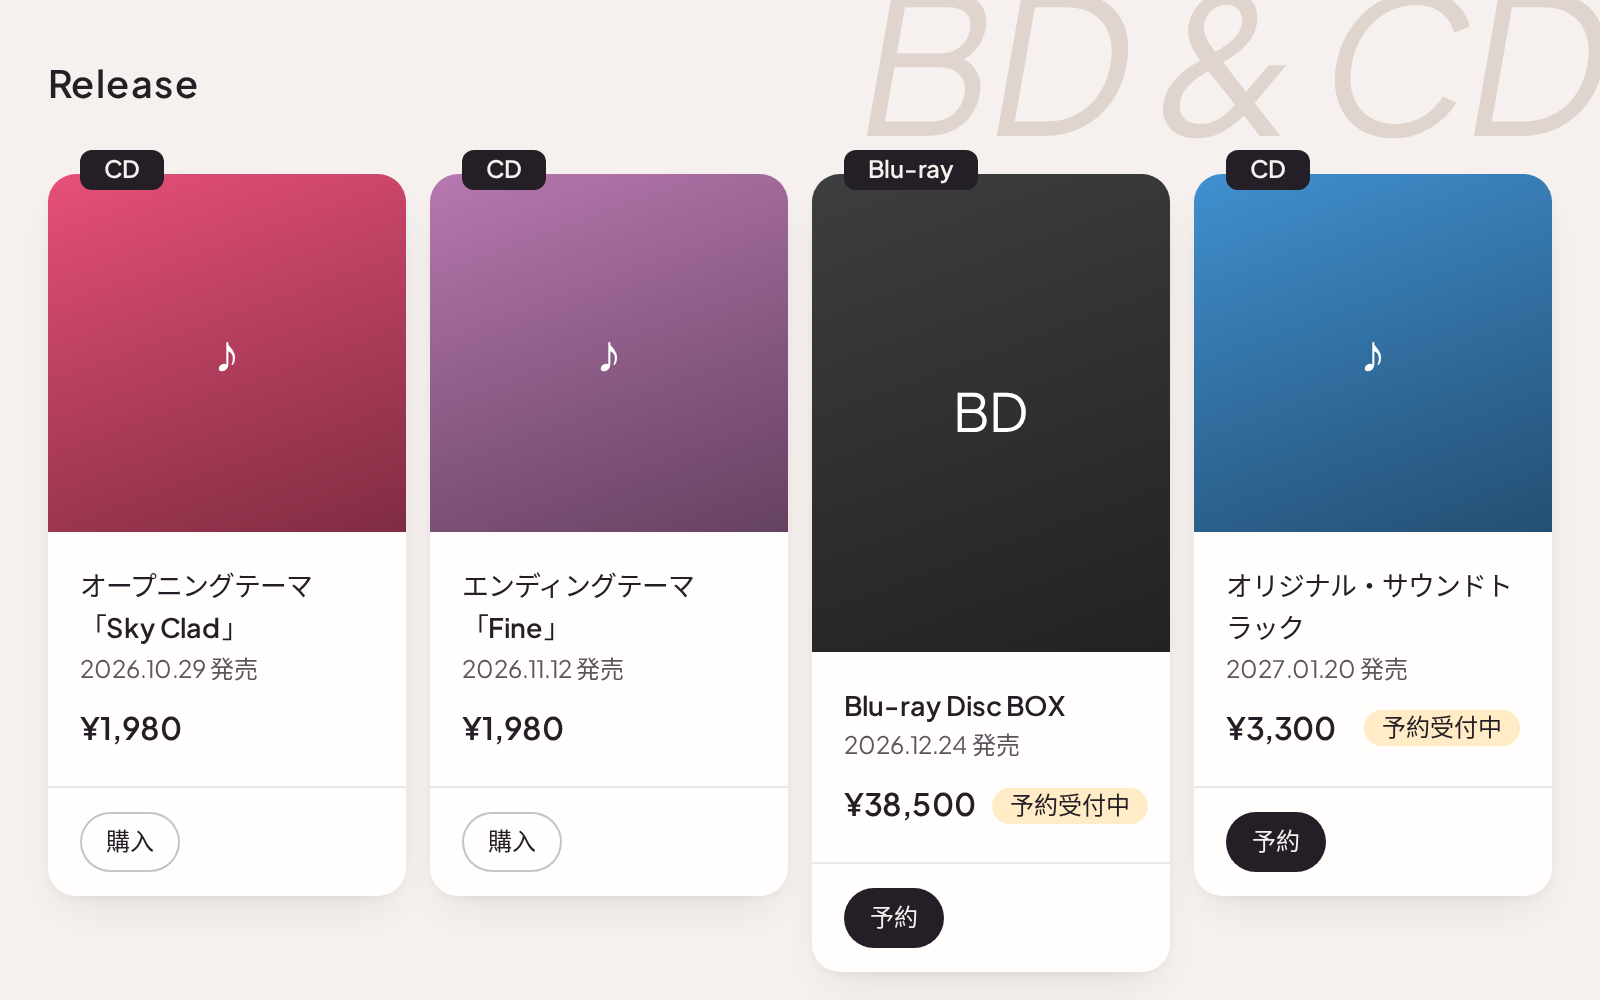 BD & CD
Release
CD
♪
オープニングテーマ
「Sky Clad」
2026.10.29 発売
¥1,980
購入
CD
♪
エンディングテーマ
「Fine」
2026.11.12 発売
¥1,980
購入
Blu-ray
BD
Blu-ray Disc BOX
2026.12.24 発売
¥38,500 予約受付中
予約
CD
♪
オリジナル・サウンドト
ラック
2027.01.20 発売
¥3,300 予約受付中
予約